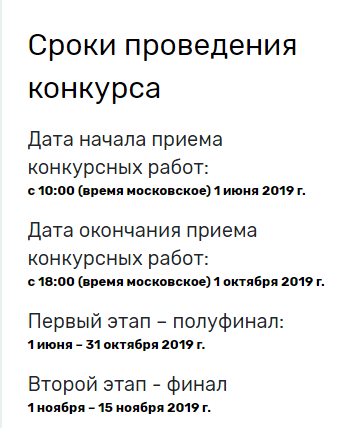 Сроки проведения
конкурса
Дата начала приема
конкурсных работ:
с 10:00 (время московское) 1 июня 2019 г.
Дата окончания приема
конкурсных работ:
с 18:00 (время московское) 1 октября 2019 г.
Первый этап – полуфинал:
1 июня – 31 октября 2019 г.
Второй этап - финал
1 ноября – 15 ноября 2019 г.